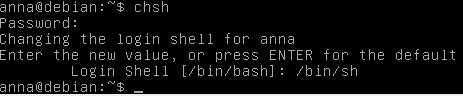 anna@debian:~$ chsh
Password:
Changing the login shell for anna
Enter the new value, or press ENTER for the default
        Login Shell [/bin/bash]: /bin/sh
anna@debian:~$ _